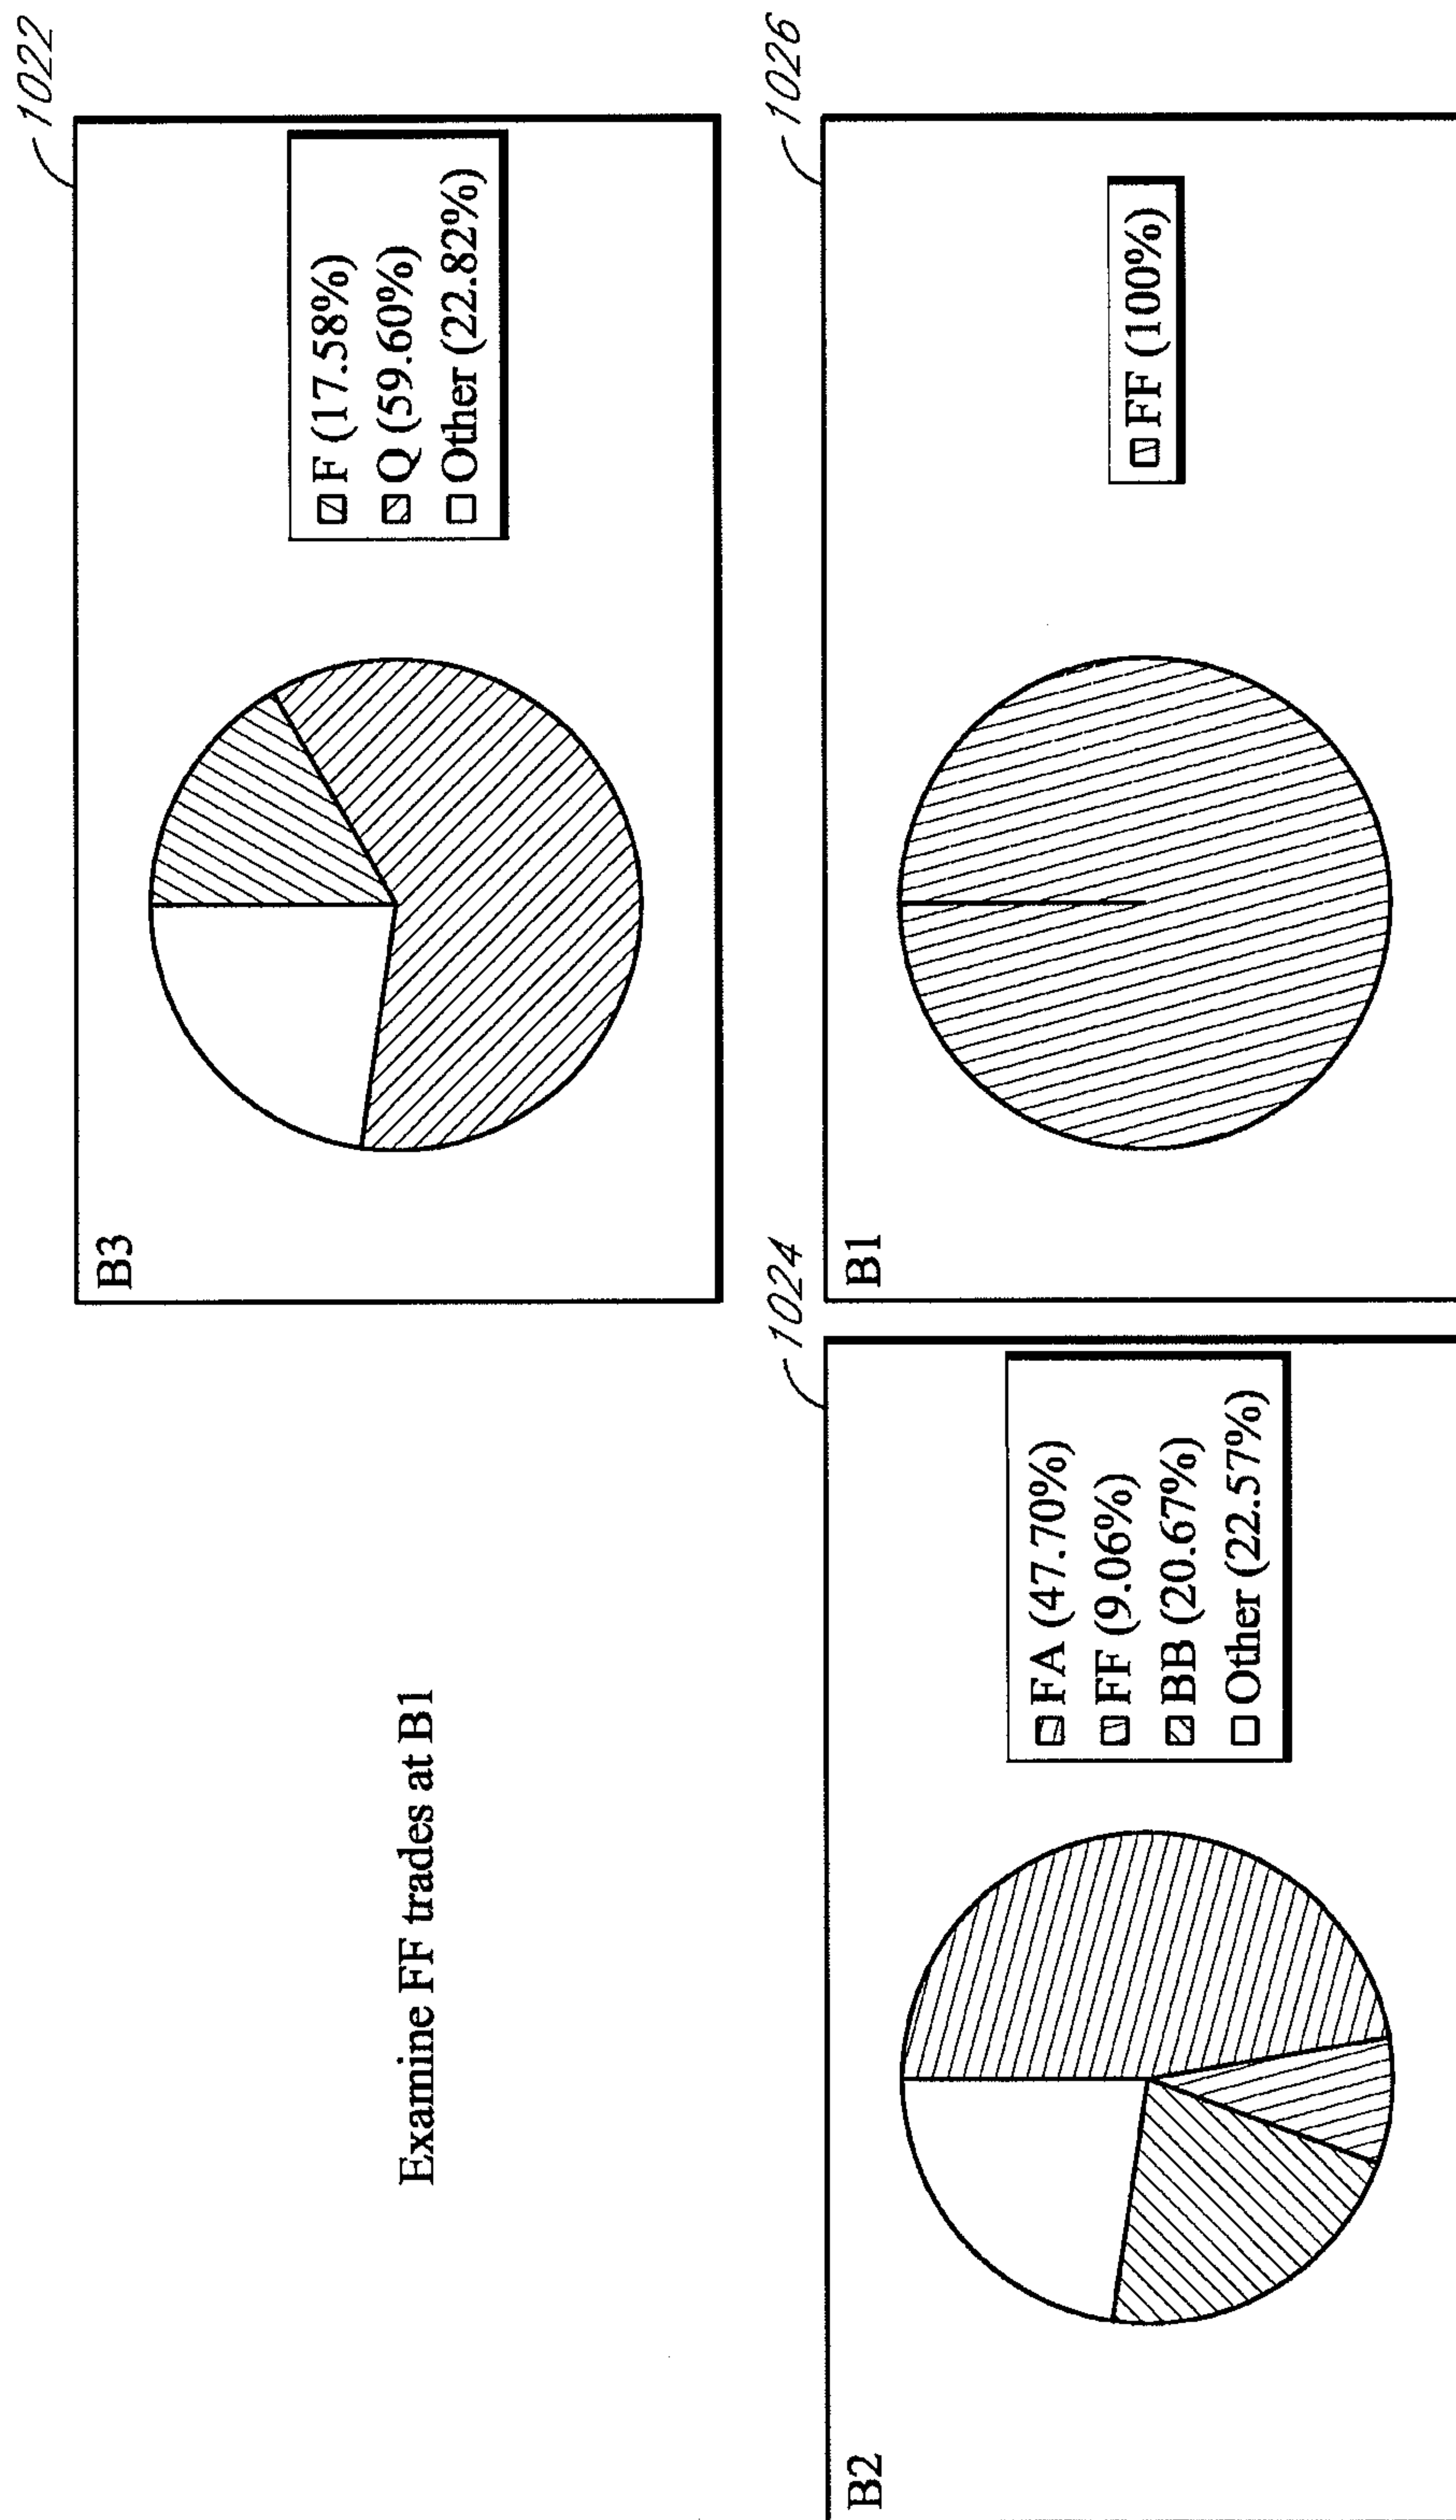 Examine FF trades at B1
1022
B3
F (17.58%)
Q (59.60%)
Other (22.82%)
1024
B2
FA (47.70%)
FF (9.06%)
BB (20.67%)
Other (22.57%)
1026
B1
FF (100%)